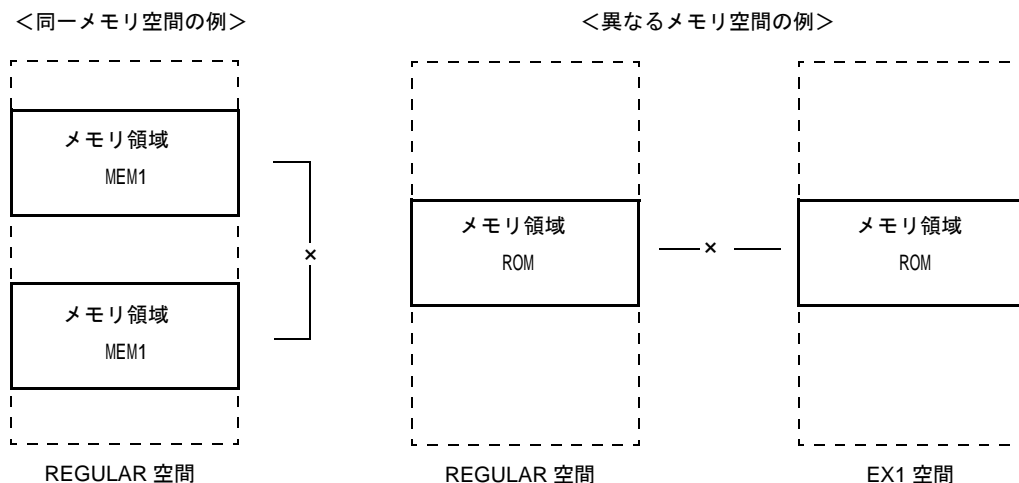 ＜同一メモリ空間の例＞
メモリ領域
MEM1
×
メモリ領域
MEM1
REGULAR 空間
＜異なるメモリ空間の例＞
メモリ領域
ROM
×
メモリ領域
ROM
REGULAR 空間
EX1 空間